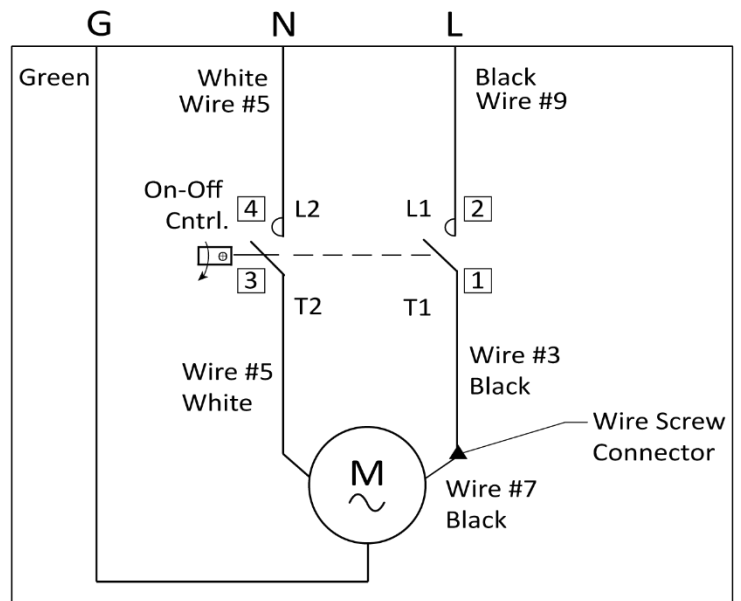 G
N
L
Green
White
Wire #5
Black
Wire #9
On-Off
Cntrl.
4
L2
L1
2
3
1
T2
T1
Wire #5
White
Wire #3
Black
Wire Screw
Connector
M
Wire #7
Black